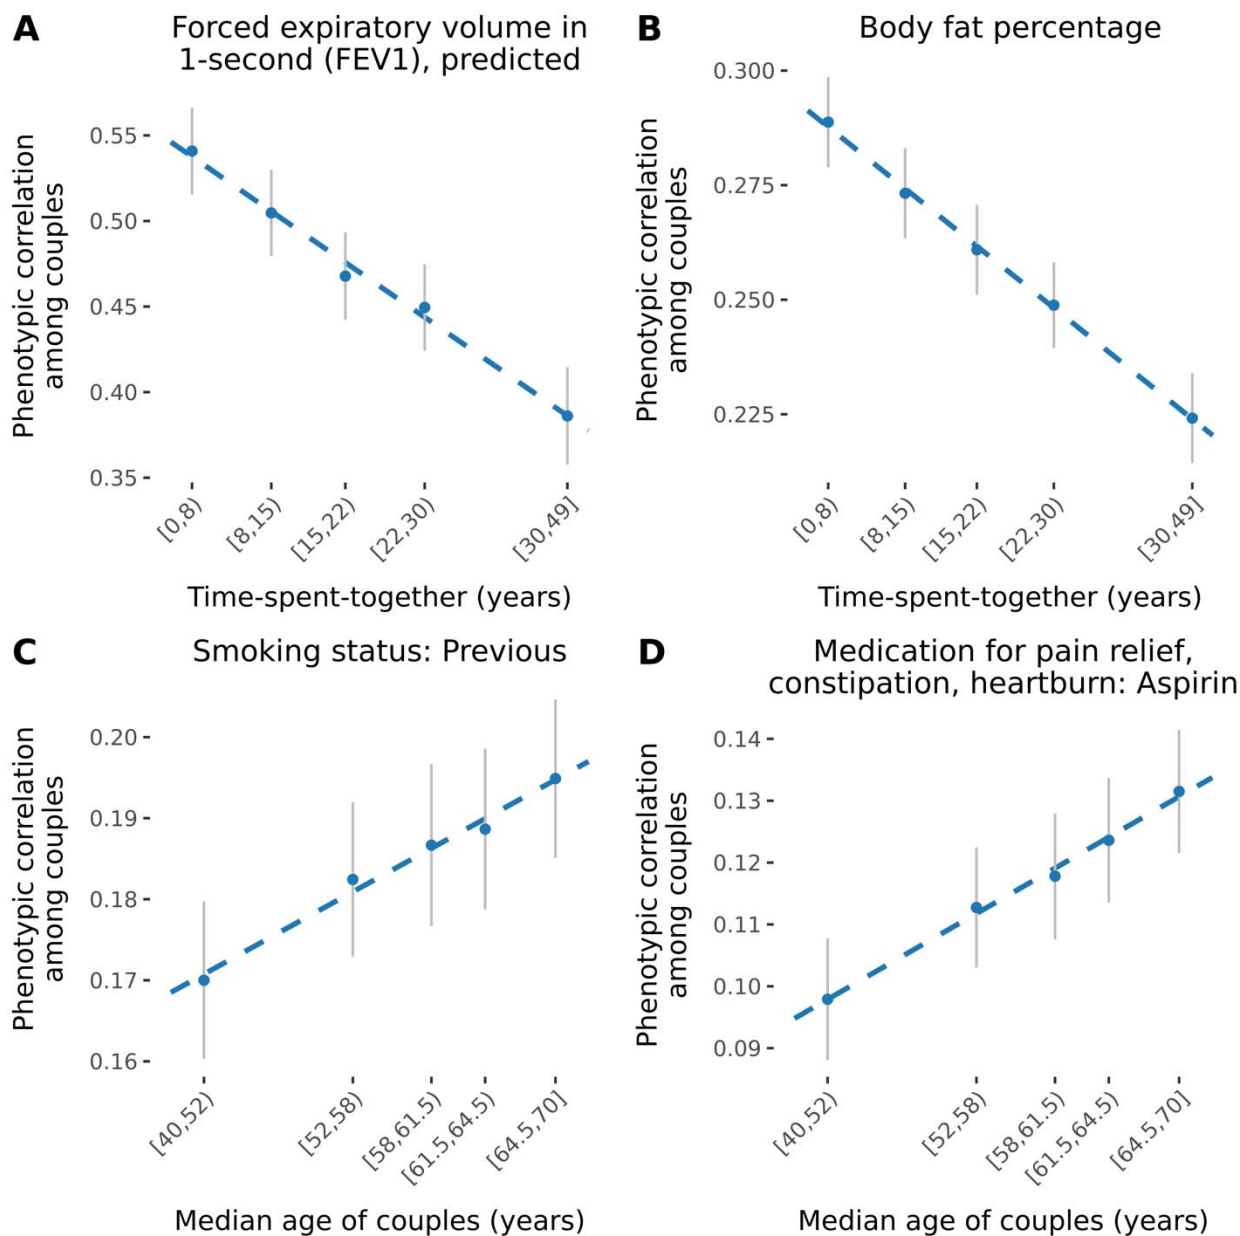 A
Forced expiratory volume in
1-second (FEV1), predicted
Phenotypic correlation
among couples
0.55
0.50
0.45
0.40
0.35
[0,8)
[8,15)
[15,22)
[22,30)
[30,49]
Time-spent-together (years)
B
Body fat percentage
Phenotypic correlation
among couples
0.300
0.275
0.250
0.225
[0,8)
[8,15)
[15,22)
[22,30)
[30,49]
Time-spent-together (years)
C
Smoking status: Previous
Phenotypic correlation
among couples
0.20
0.19
0.18
0.17
0.16
[40,52)
[52,58)
[58,61.5)
[61.5,64.5)
[64.5,70]
Median age of couples (years)
D
Medication for pain relief,
constipation, heartburn: Aspirin
Phenotypic correlation
among couples
0.14
0.13
0.12
0.11
0.10
0.09
[40,52)
[52,58)
[58,61.5)
[61.5,64.5)
[64.5,70]
Median age of couples (years)